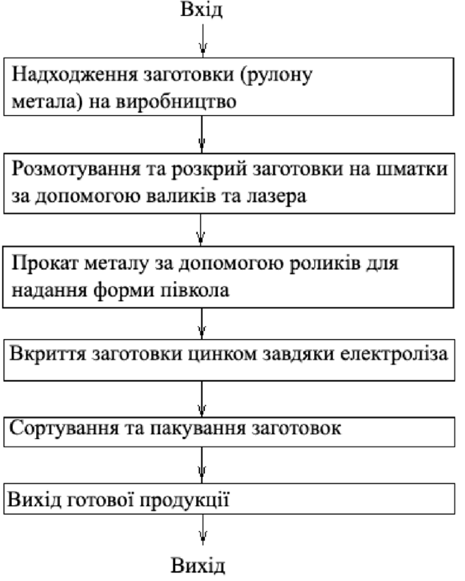 Вхід
Надходження заготовки (рулону
метала) на виробництво
Розмотування та розкрий заготовки на шматки
за допомогою валиків та лазера
Прокат металу за допомогою роликів для
надання форми півкола
Вкриття заготовки цинком завдяки електроліза
Сортування та пакування заготовок
Вихід готової продукції
Вихід